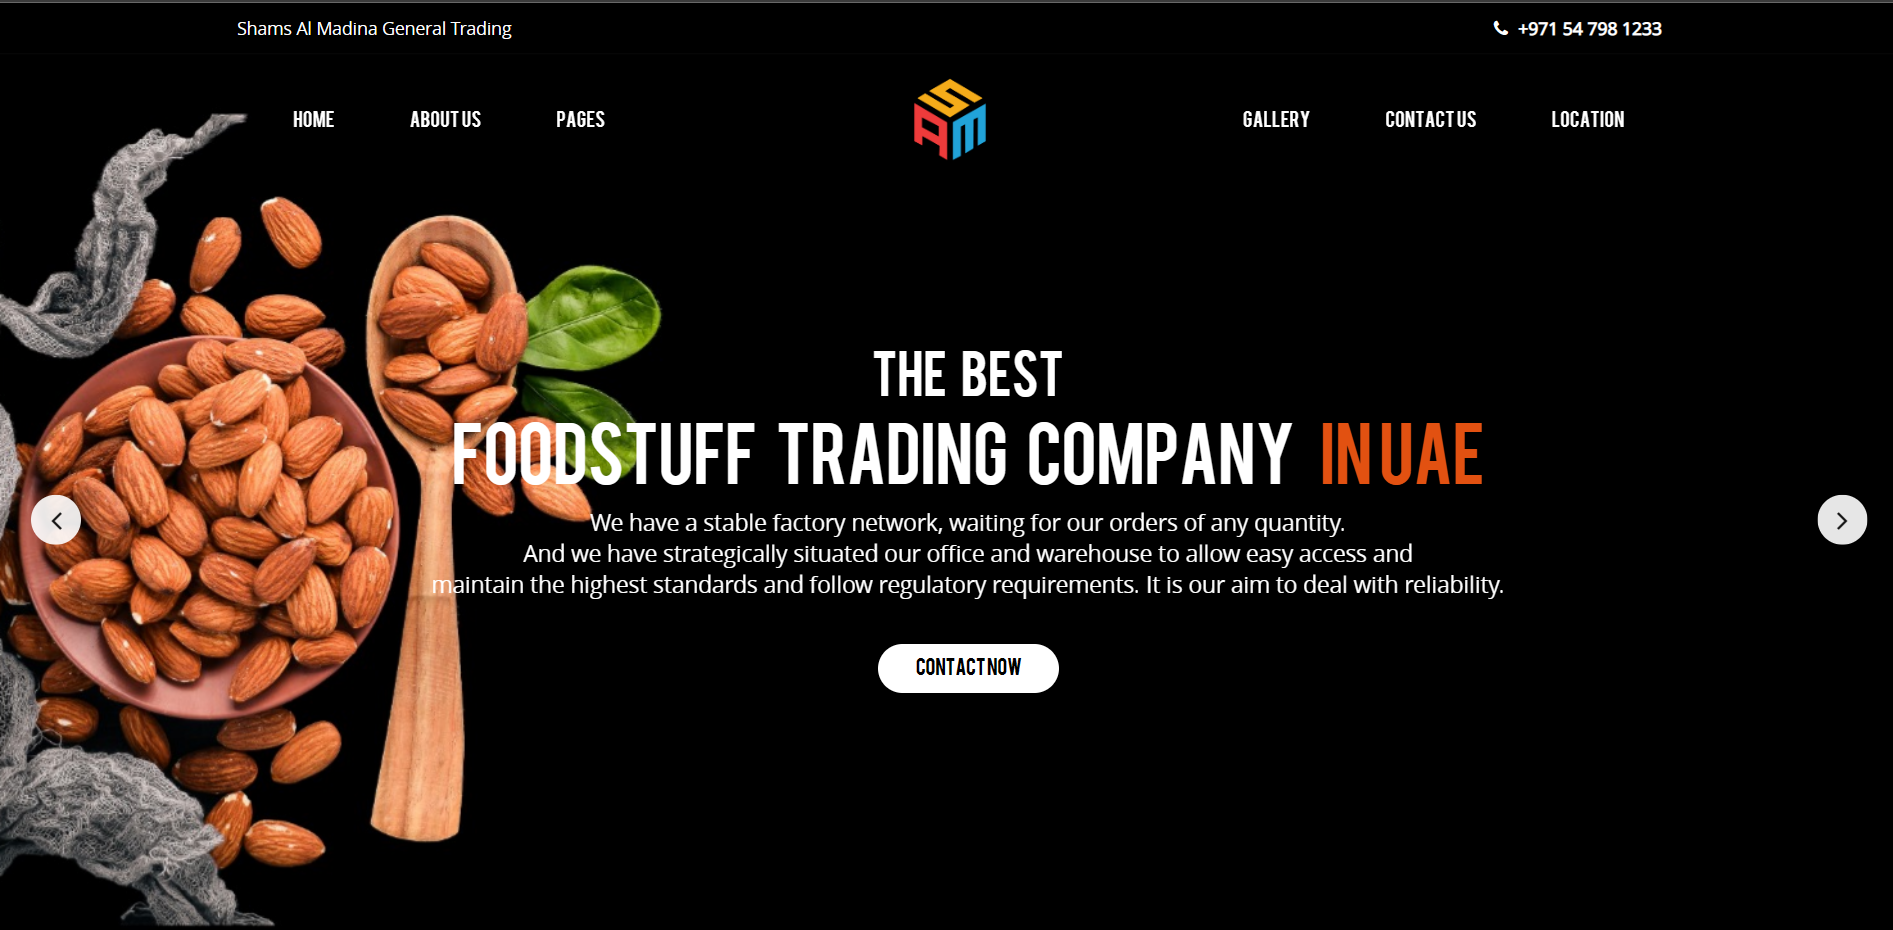 Shams Al Madina General Trading
+971 54 798 1233
HOME
ABOUT US
PAGES
SAM
GALLERY
CONTACT US
LOCATION
THE BEST
FOODSTUFF TRADING COMPANY IN UAE
We have a stable factory network, waiting for our orders of any quantity.
And we have strategically situated our office and warehouse to allow easy access and
maintain the highest standards and follow regulatory requirements. It is our aim to deal with reliability.
CONTACT NOW